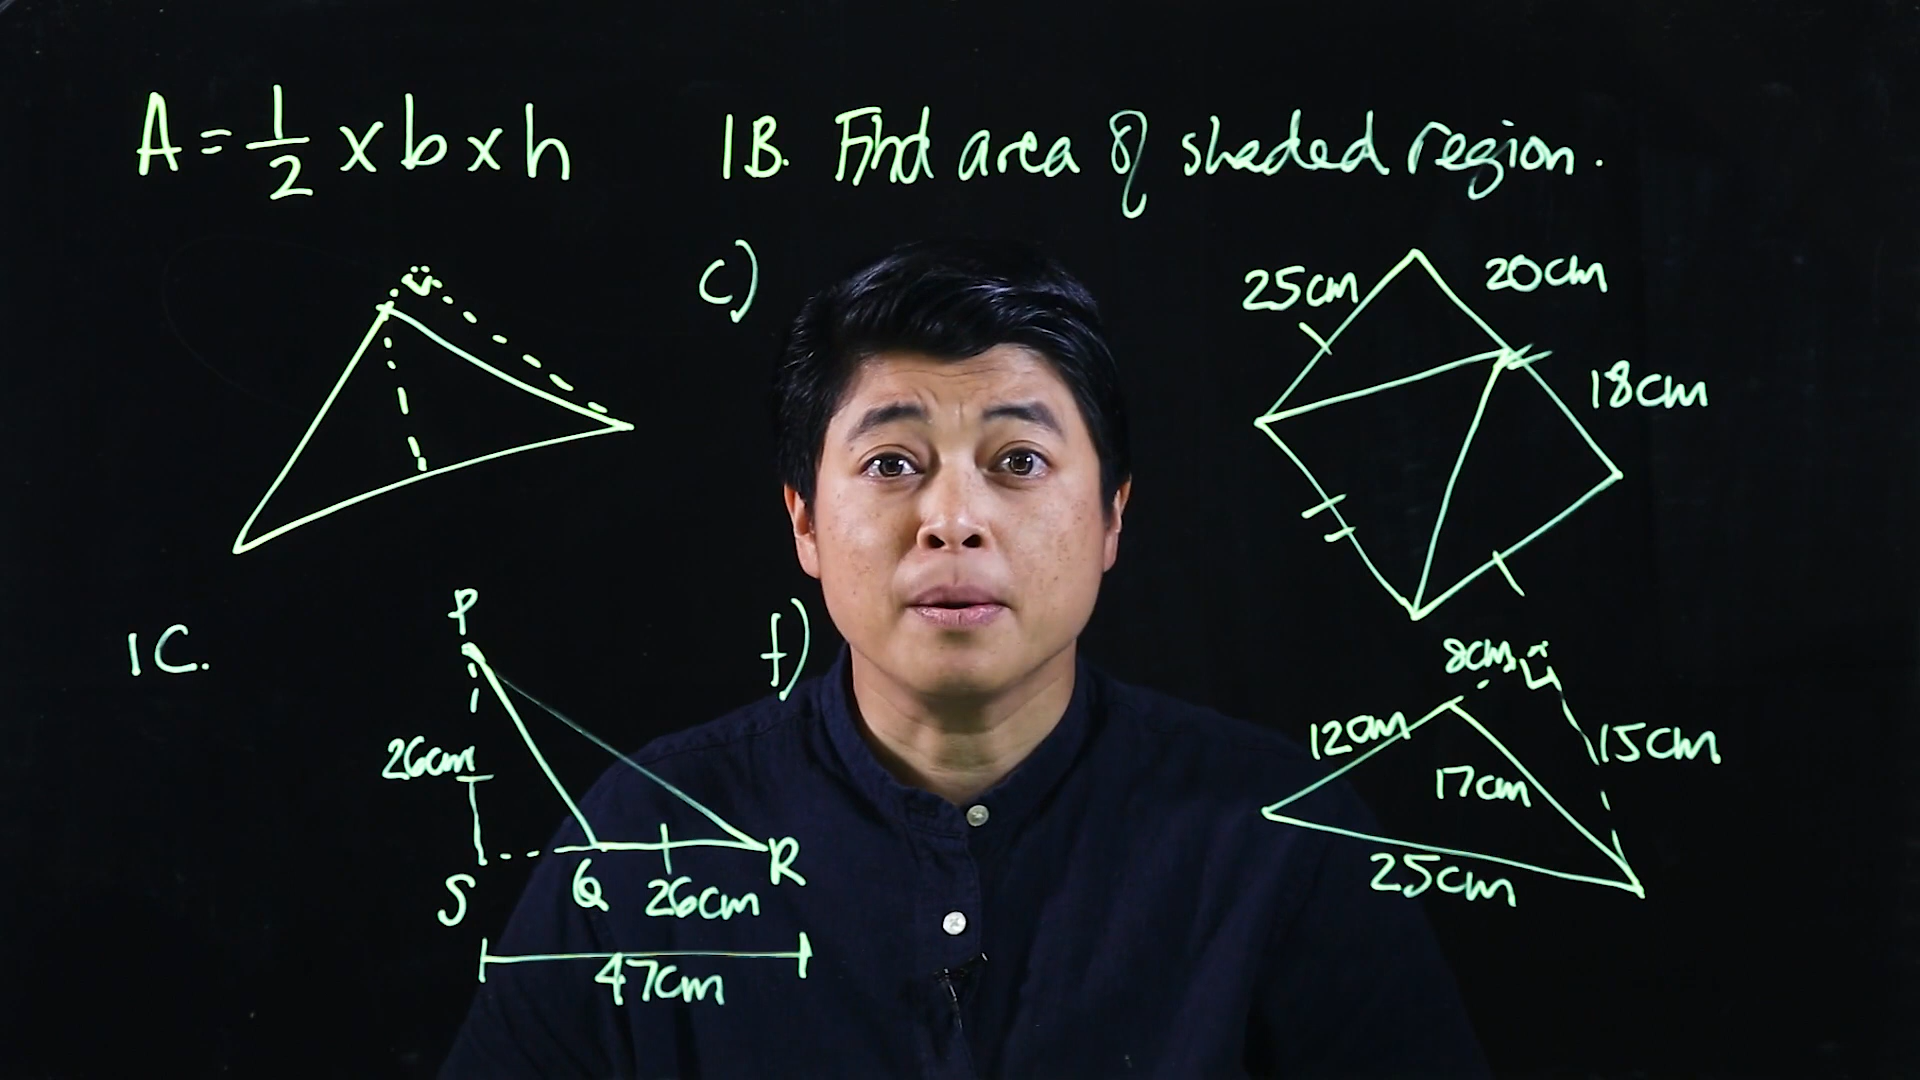 A = 1/2 x b x h
1B. Find area of shaded region.
c)
25cm
20cm
18cm
1C.
P
26cm
S
Q
26cm
R
47cm
f)
8cm
12cm
15cm
17cm
25cm